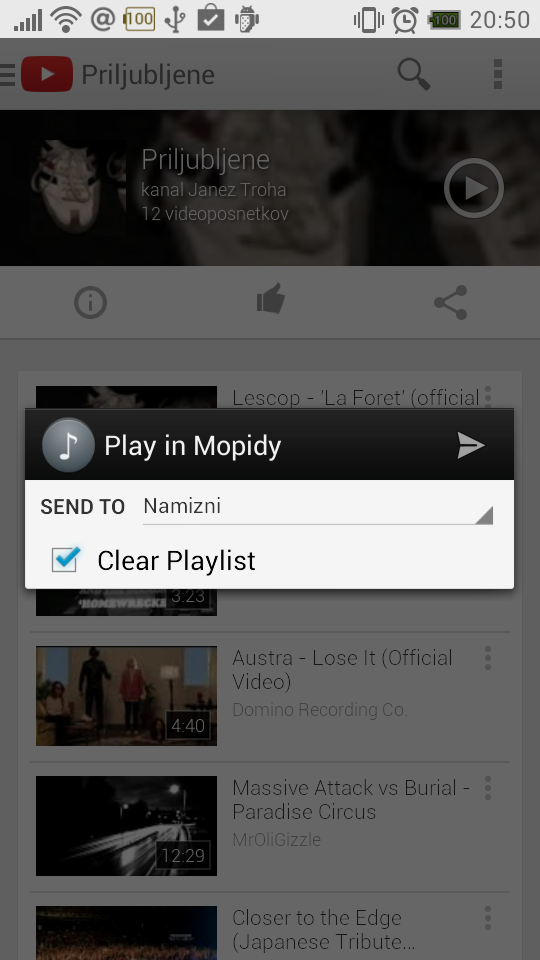 @ 100 100 20:50
Priljubljene
Priljubljene
kanal Janez Troha
12 videoposnetkov
Lescop - 'La Foret' (official
Play in Mopidy
SEND TO Namizni
Clear Playlist
'HOMEWRECKE
3:23
Austra - Lose It (Official
Video)
Domino Recording Co.
4:40
Massive Attack vs Burial -
Paradise Circus
MrOliGizzle
12:29
Closer to the Edge
(Japanese Tribute...